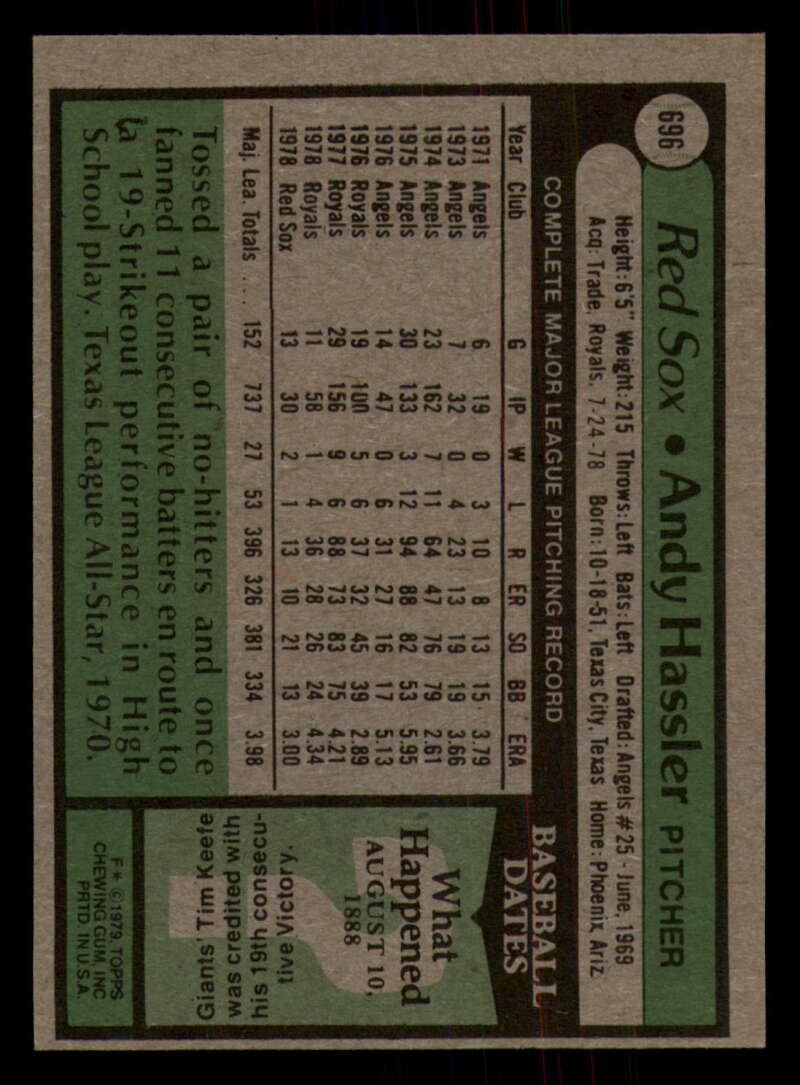 696
Red Sox • Andy Hassler PITCHER
Height: 6'5" Weight: 215 Throws: Left Bats: Left Drafted: Angels #25 - June, 1969
Acq: Trade, Royals, 7-24-78 Born: 10-18-51, Texas City, Texas Home: Phoenix, Ariz
COMPLETE MAJOR LEAGUE PITCHING RECORD
Year Club G IP W L R ER SO BB ERA
1971 Angels 6 19 0 3 10 8 13 15 3.79
1973 Angels 7 32 0 4 23 13 19 19 3.66
1974 Angels 23 162 7 11 64 47 76 79 2.61
1975 Angels 30 133 3 12 94 88 82 53 5.95
1976 Angels 14 47 0 6 31 27 16 17 5.13
1976 Royals 19 100 5 6 37 32 45 39 2.89
1977 Royals 29 156 9 6 88 73 83 75 4.21
1978 Royals 11 58 1 4 36 28 26 24 4.34
1978 Red Sox 13 30 2 1 13 10 21 13 3.00
Maj. Lea. Totals . . . 152 737 27 53 396 326 381 334 3.98
Tossed a pair of no-hitters and once
fanned 11 consecutive batters en route to
a 19-Strikeout performance in High
School play. Texas League All-Star, 1970.
BASEBALL
DATES
What
Happened
AUGUST 10,
1888
Giants' Tim Keefe
was credited with
his 19th consecu-
tive Victory.
F* ©1979 TOPPS
CHEWING GUM, INC
PRTD. IN U.S.A.